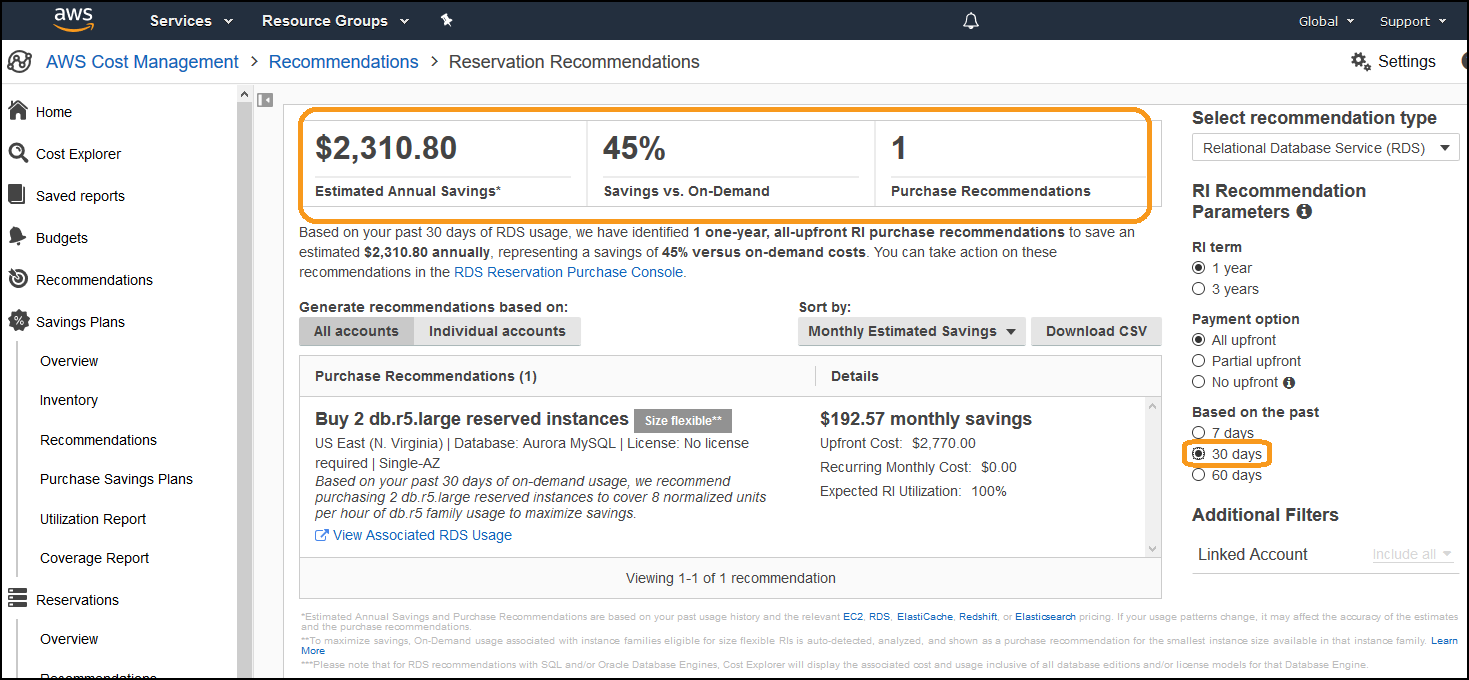 aws Services Resource Groups Global Support
AWS Cost Management > Recommendations > Reservation Recommendations Settings
Home
Cost Explorer
Saved reports
Budgets
Recommendations
Savings Plans
Overview
Inventory
Recommendations
Purchase Savings Plans
Utilization Report
Coverage Report
Reservations
Overview
Recommendations
$2,310.80 45% 1
Estimated Annual Savings* Savings vs. On-Demand Purchase Recommendations
Based on your past 30 days of RDS usage, we have identified 1 one-year, all-upfront RI purchase recommendations to save an
estimated $2,310.80 annually, representing a savings of 45% versus on-demand costs. You can take action on these
recommendations in the RDS Reservation Purchase Console.
Generate recommendations based on: Sort by:
All accounts Individual accounts Monthly Estimated Savings Download CSV
Purchase Recommendations (1) Details
Buy 2 db.r5.large reserved instances Size flexible**
US East (N. Virginia) | Database: Aurora MySQL | License: No license
required | Single-AZ
Based on your past 30 days of on-demand usage, we recommend
purchasing 2 db.r5.large reserved instances to cover 8 normalized units
per hour of db.r5 family usage to maximize savings.
View Associated RDS Usage
$192.57 monthly savings
Upfront Cost: $2,770.00
Recurring Monthly Cost: $0.00
Expected RI Utilization: 100%
Viewing 1-1 of 1 recommendation
*Estimated Annual Savings and Purchase Recommendations are based on your past usage history and the relevant EC2, RDS, ElastiCache, Redshift, or Elasticsearch pricing. If your usage patterns change, it may affect the accuracy of the estimates
and the purchase recommendations.
**To maximize savings, On-Demand usage associated with instance families eligible for size flexible RIs is auto-detected, analyzed, and shown as a purchase recommendation for the smallest instance size available in that instance family. Learn
More
***Please note that for RDS recommendations with SQL and/or Oracle Database Engines, Cost Explorer will display the associated cost and usage inclusive of all database editions and/or license models for that Database Engine.
Select recommendation type
Relational Database Service (RDS)
RI Recommendation
Parameters
RI term
1 year
3 years
Payment option
All upfront
Partial upfront
No upfront
Based on the past
7 days
30 days
60 days
Additional Filters
Linked Account Include all